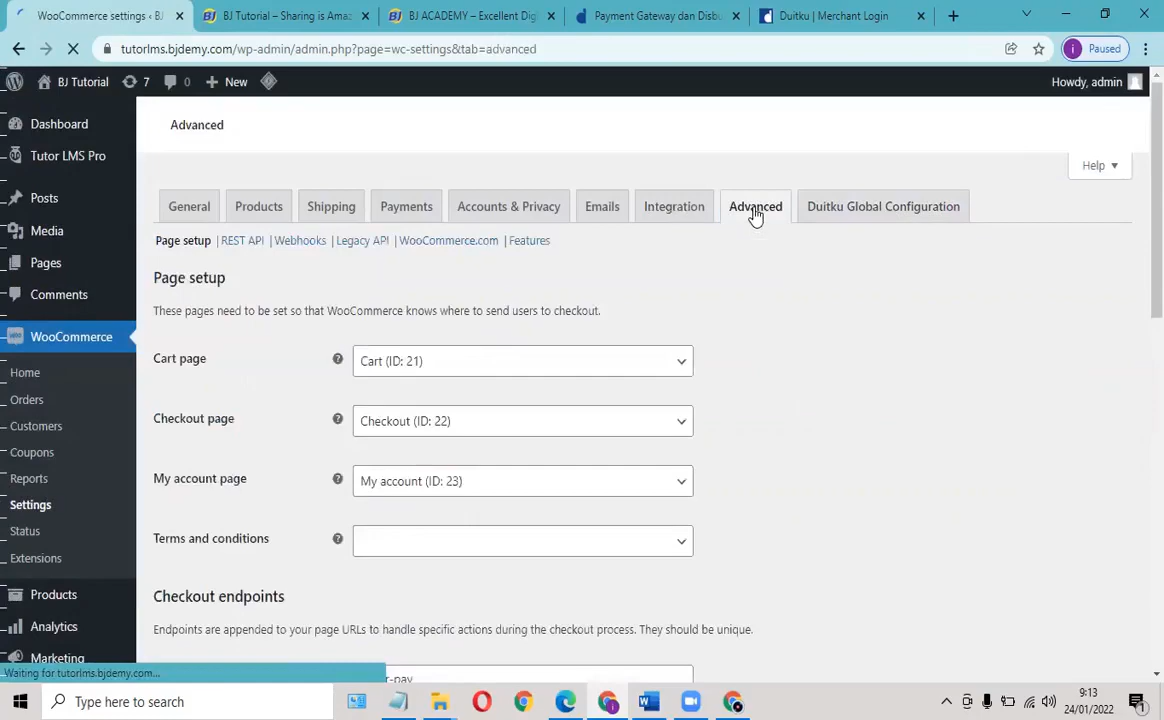 WooCommerce settings ‹ BJ
BJ Tutorial – Sharing is Amaz
BJ ACADEMY – Excellent Digi
Payment Gateway dan Disbu
Duitku | Merchant Login
tutorlms.bjdemy.com/wp-admin/admin.php?page=wc-settings&tab=advanced
Paused
BJ Tutorial
7
0
New
Howdy, admin
Dashboard
Tutor LMS Pro
Posts
Media
Pages
Comments
WooCommerce
Home
Orders
Customers
Coupons
Reports
Settings
Status
Extensions
Products
Analytics
Marketing
Advanced
Help
General
Products
Shipping
Payments
Accounts & Privacy
Emails
Integration
Advanced
Duitku Global Configuration
Page setup | REST API | Webhooks | Legacy API | WooCommerce.com | Features
Page setup
These pages need to be set so that WooCommerce knows where to send users to checkout.
Cart page
Cart (ID: 21)
Checkout page
Checkout (ID: 22)
My account page
My account (ID: 23)
Terms and conditions
Checkout endpoints
Endpoints are appended to your page URLs to handle specific actions during the checkout process. They should be unique.
r-pay
Waiting for tutorlms.bjdemy.com...
Type here to search
9:13
24/01/2022